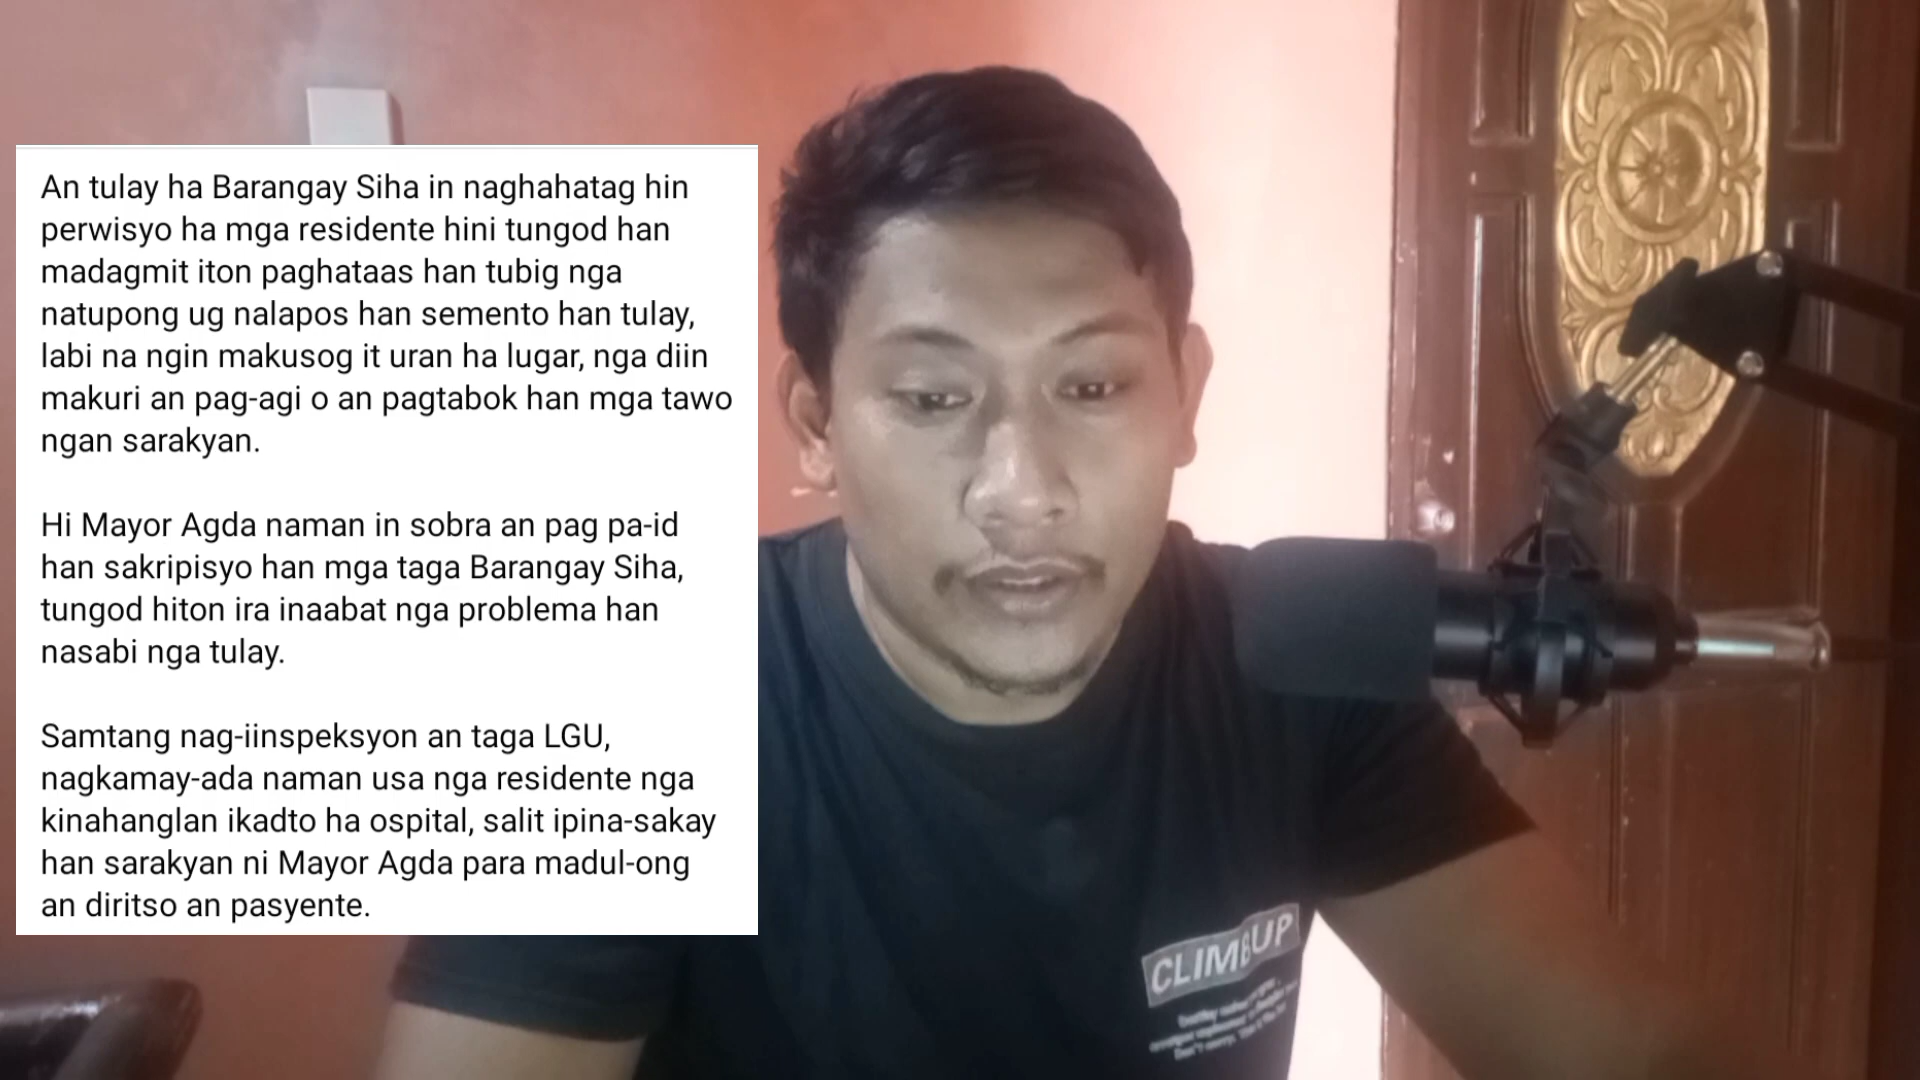 An tulay ha Barangay Siha in naghahatag hin
perwisyo ha mga residente hini tungod han
madagmit iton paghataas han tubig nga
natupong ug nalapos han semento han tulay,
labi na ngin makusog it uran ha lugar, nga diin
makuri an pag-agi o an pagtabok han mga tawo
ngan sarakyan.
Hi Mayor Agda naman in sobra an pag pa-id
han sakripisyo han mga taga Barangay Siha,
tungod hiton ira inaabat nga problema han
nasabi nga tulay.
Samtang nag-iinspeksyon an taga LGU,
nagkamay-ada naman usa nga residente nga
kinahanglan ikadto ha ospital, salit ipina-sakay
han sarakyan ni Mayor Agda para madul-ong
an diritso an pasyente.
CLIMBUP